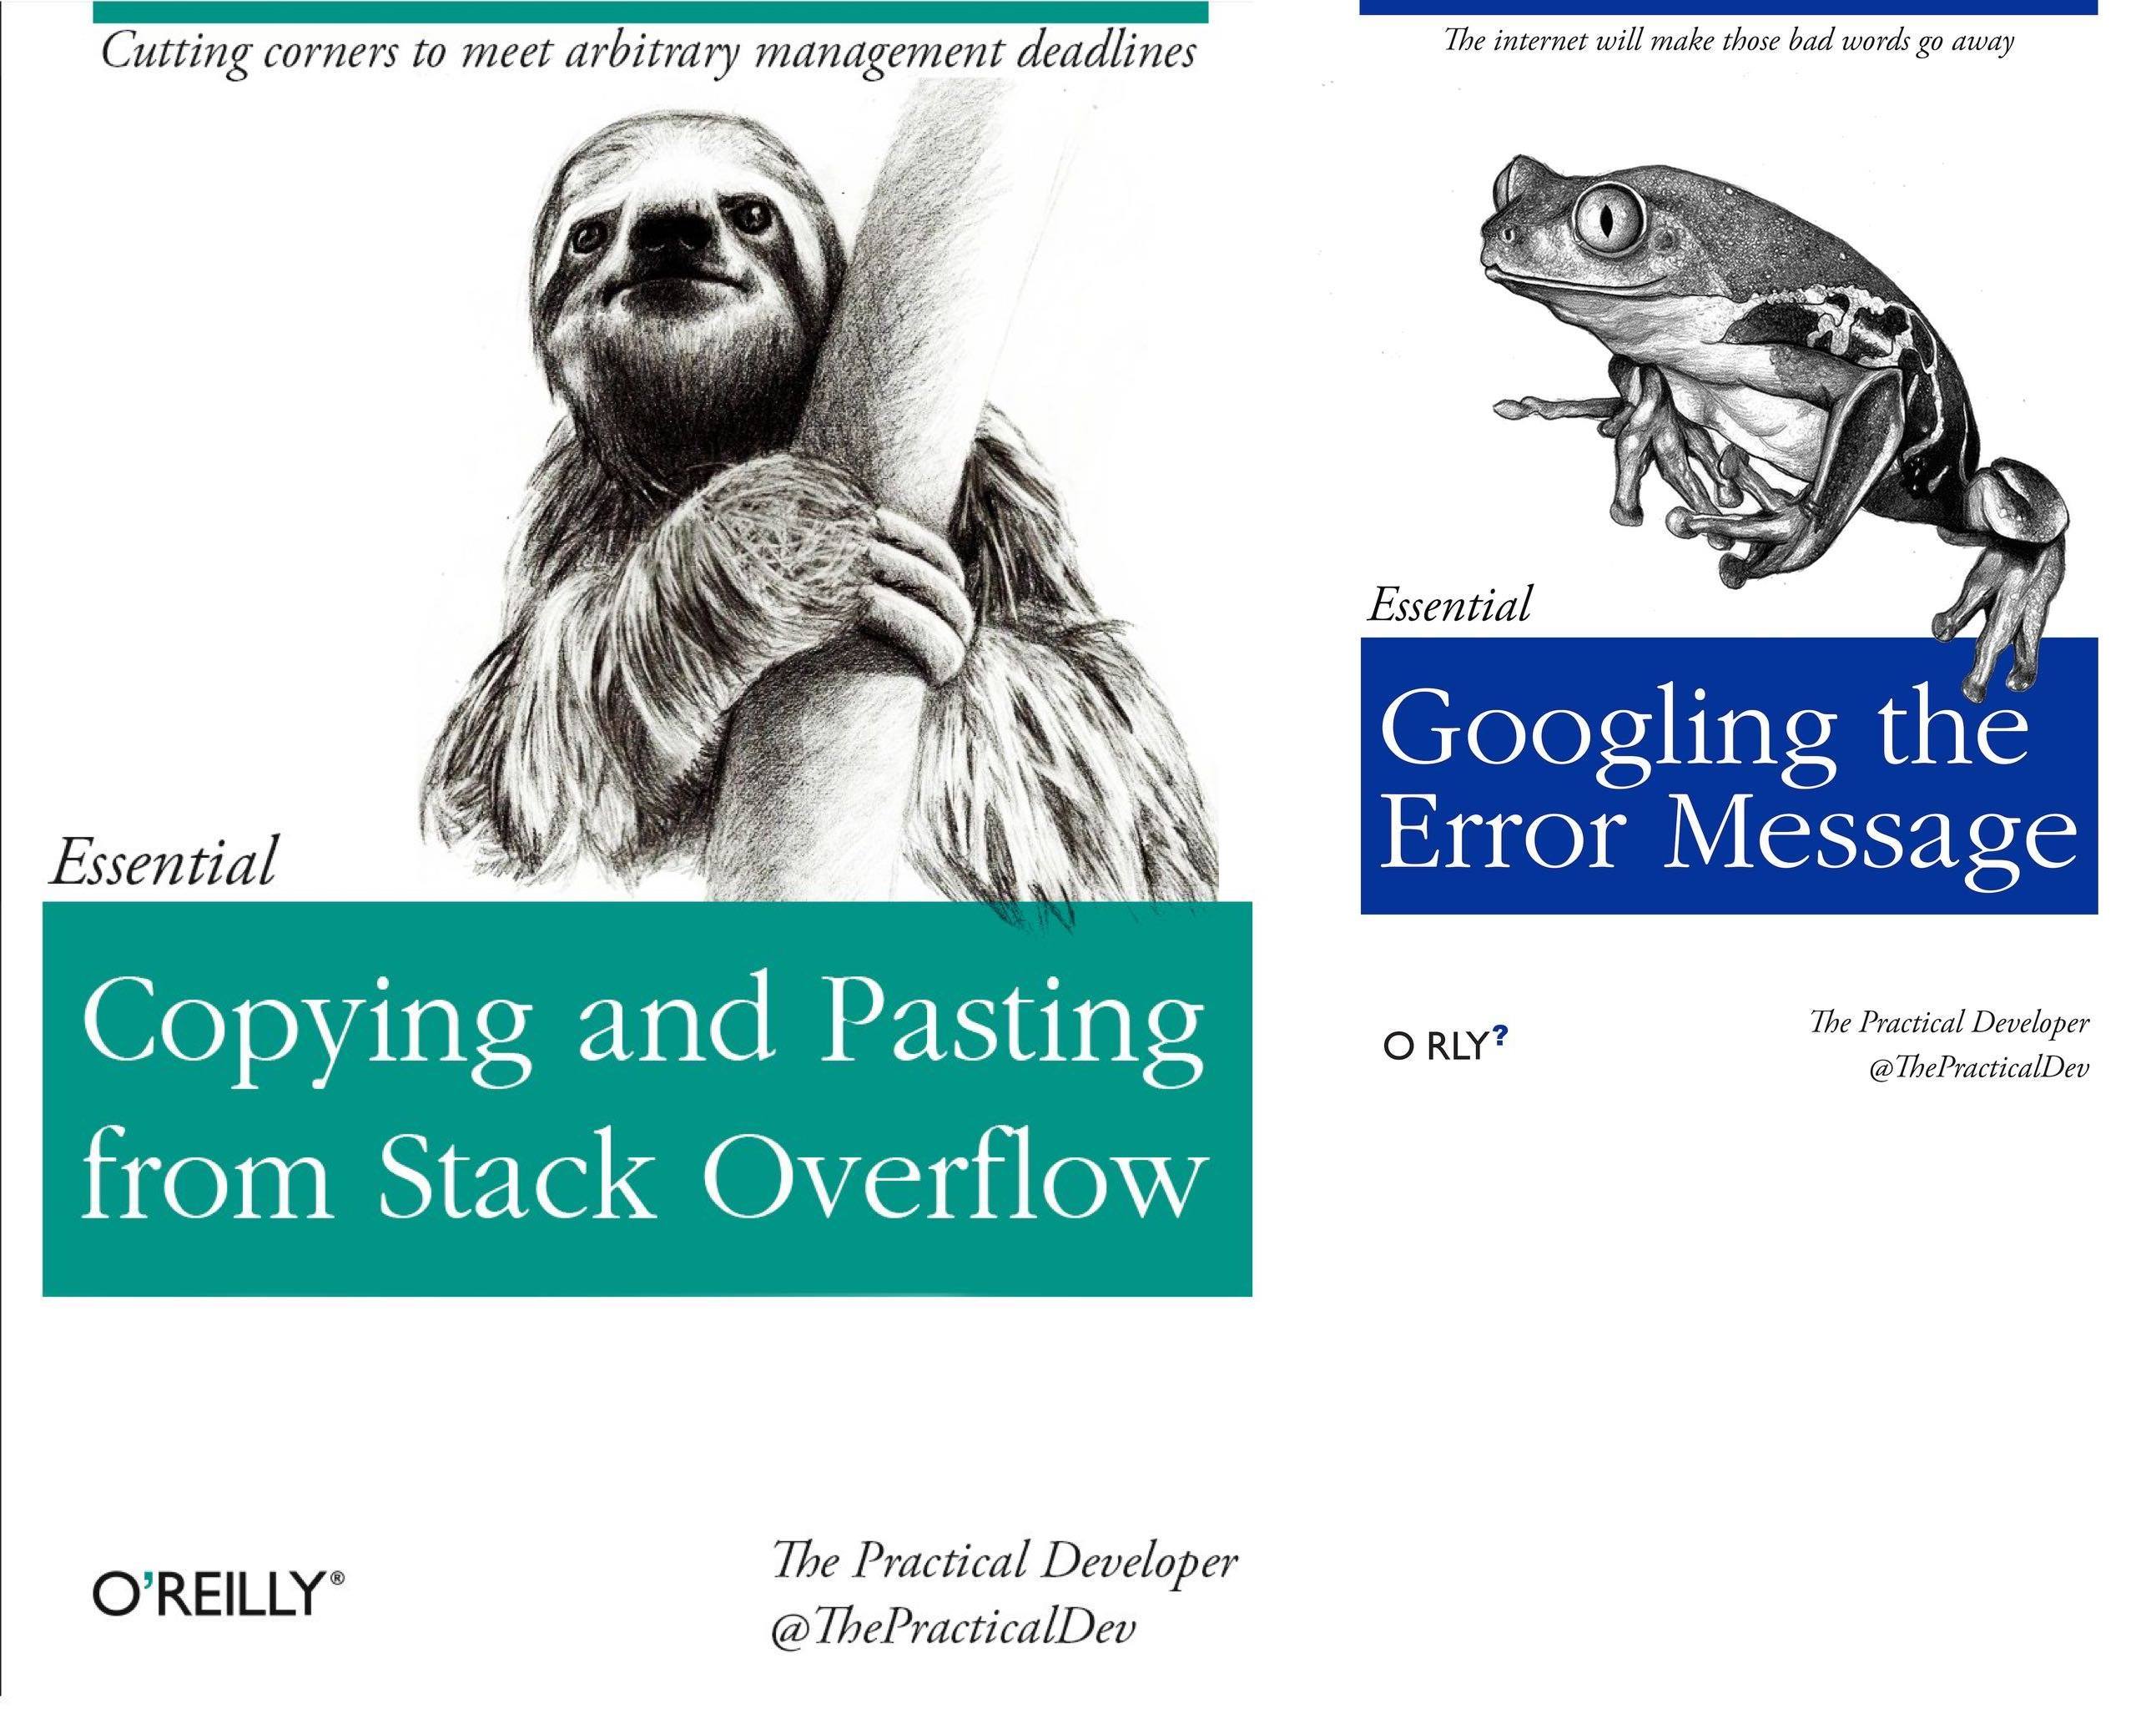 Cutting corners to meet arbitrary management deadlines
Essential
Copying and Pasting
from Stack Overflow
O'REILLY®
The Practical Developer
@ThePracticalDev
The internet will make those bad words go away
Essential
Googling the
Error Message
O RLY?
The Practical Developer
@ThePracticalDev